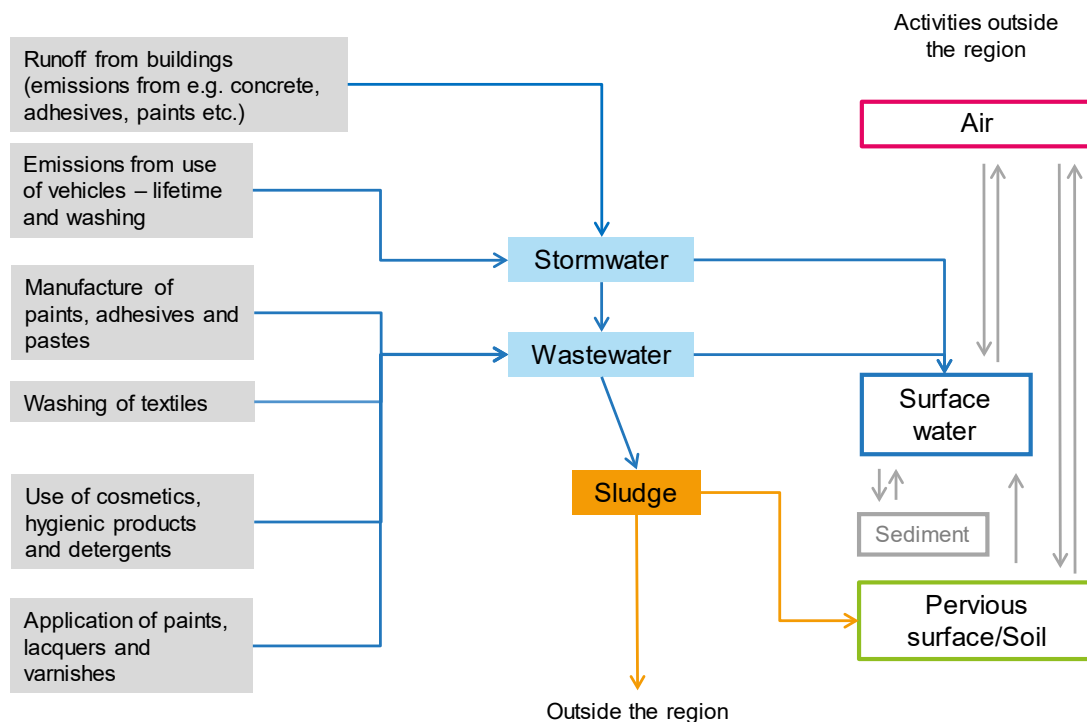 Activities outside
the region
Runoff from buildings
(emissions from e.g. concrete,
adhesives, paints etc.)
Air
Emissions from use
of vehicles – lifetime
and washing
Stormwater
Manufacture of
paints, adhesives and
pastes
Wastewater
Washing of textiles
Surface
water
Use of cosmetics,
hygienic products
and detergents
Sludge
Sediment
Application of paints,
lacquers and
varnishes
Pervious
surface/Soil
Outside the region